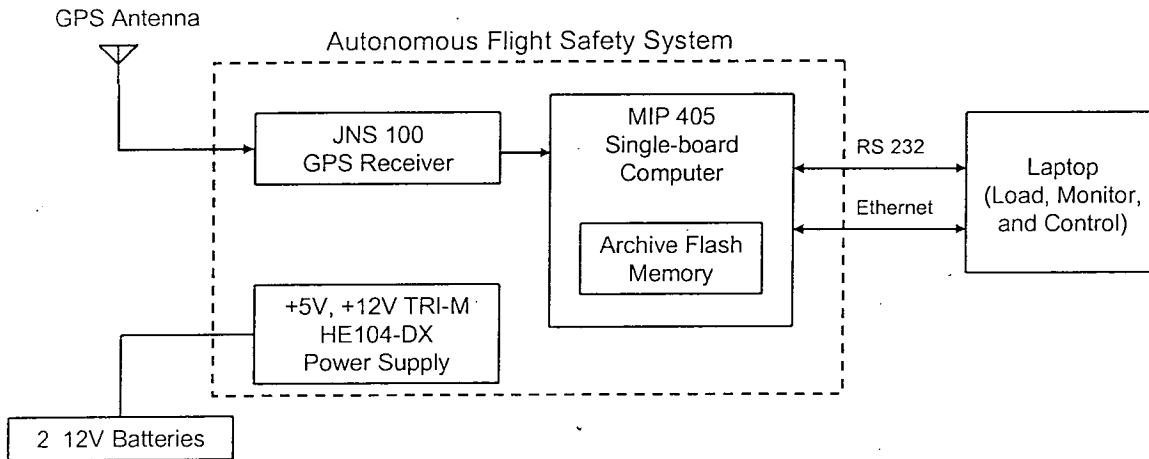 GPS Antenna
Autonomous Flight Safety System
JNS 100
GPS Receiver
MIP 405
Single-board
Computer
Archive Flash
Memory
RS 232
Ethernet
Laptop
(Load, Monitor,
and Control)
+5V, +12V TRI-M
HE104-DX
Power Supply
2 12V Batteries